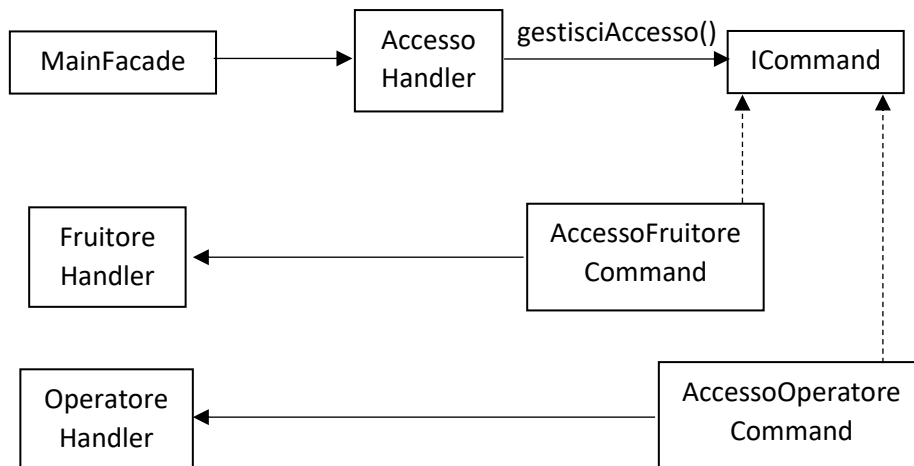 MainFacade
Accesso
Handler
gestisciAccesso()
ICommand
Fruitore
Handler
AccessoFruitore
Command
Operatore
Handler
AccessoOperatore
Command